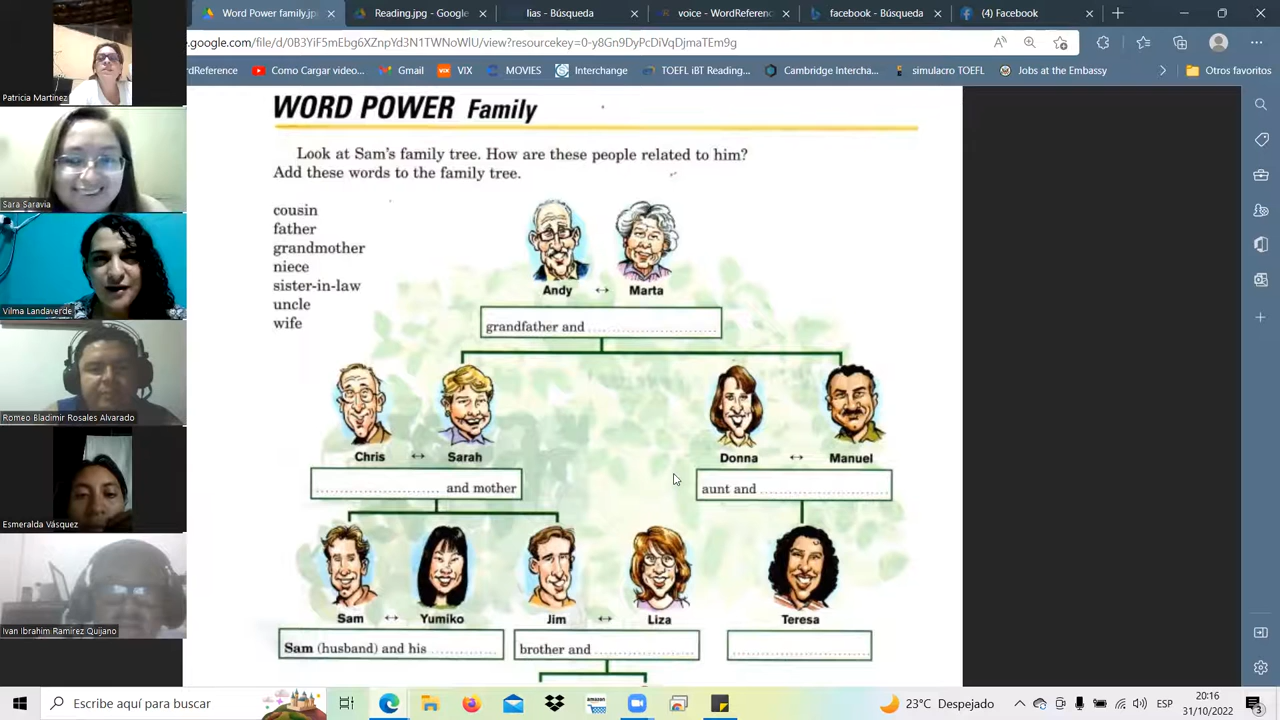 Word Power family.jp
Reading.jpg - Google Drive
lias - Búsqueda
voice - WordReferenc
facebook - Búsqueda
(4) Facebook
.google.com/file/d/0B3YiF5mEbg6XZnpYd3N1TWNoWlU/view?resourcekey=0-y8Gn9DyPcDiVqDjmaTEm9g
rdReference
Como Cargar video...
Gmail
VIX
MOVIES
Interchange
TOEFL iBT Reading...
Cambridge Intercha...
simulacro TOEFL
Jobs at the Embassy
Otros favoritos
Patricia Martínez
Sara Saravia
Vilma Landaverde
Romeo Bladimir Rosales Alvarado
Esmeralda Vásquez
Ivan Ibrahim Ramirez Quijano
WORD POWER Family
Look at Sam's family tree. How are these people related to him?
Add these words to the family tree.
cousin
father
grandmother
niece
sister-in-law
uncle
wife
Andy ↔ Marta
grandfather and ........................
Chris ↔ Sarah
Donna ↔ Manuel
........................ and mother
aunt and ........................
Sam ↔ Yumiko
Jim ↔ Liza
Teresa
Sam (husband) and his ................
brother and ........................
........................
Escribe aquí para buscar
23°C Despejado
ESP
20:16
31/10/2022
3